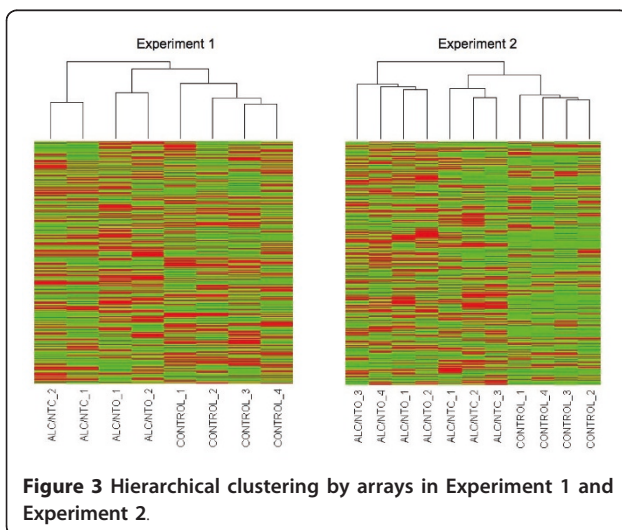 Experiment 1
Experiment 2
ALC/NTC_2
ALC/NTC_1
ALC/NTO_1
ALC/NTO_2
CONTROL_1
CONTROL_2
CONTROL_3
CONTROL_4
ALC/NTO_3
ALC/NTO_4
ALC/NTO_1
ALC/NTO_2
ALC/NTC_1
ALC/NTC_2
ALC/NTC_3
CONTROL_1
CONTROL_4
CONTROL_3
CONTROL_2
Figure 3 Hierarchical clustering by arrays in Experiment 1 and
Experiment 2.